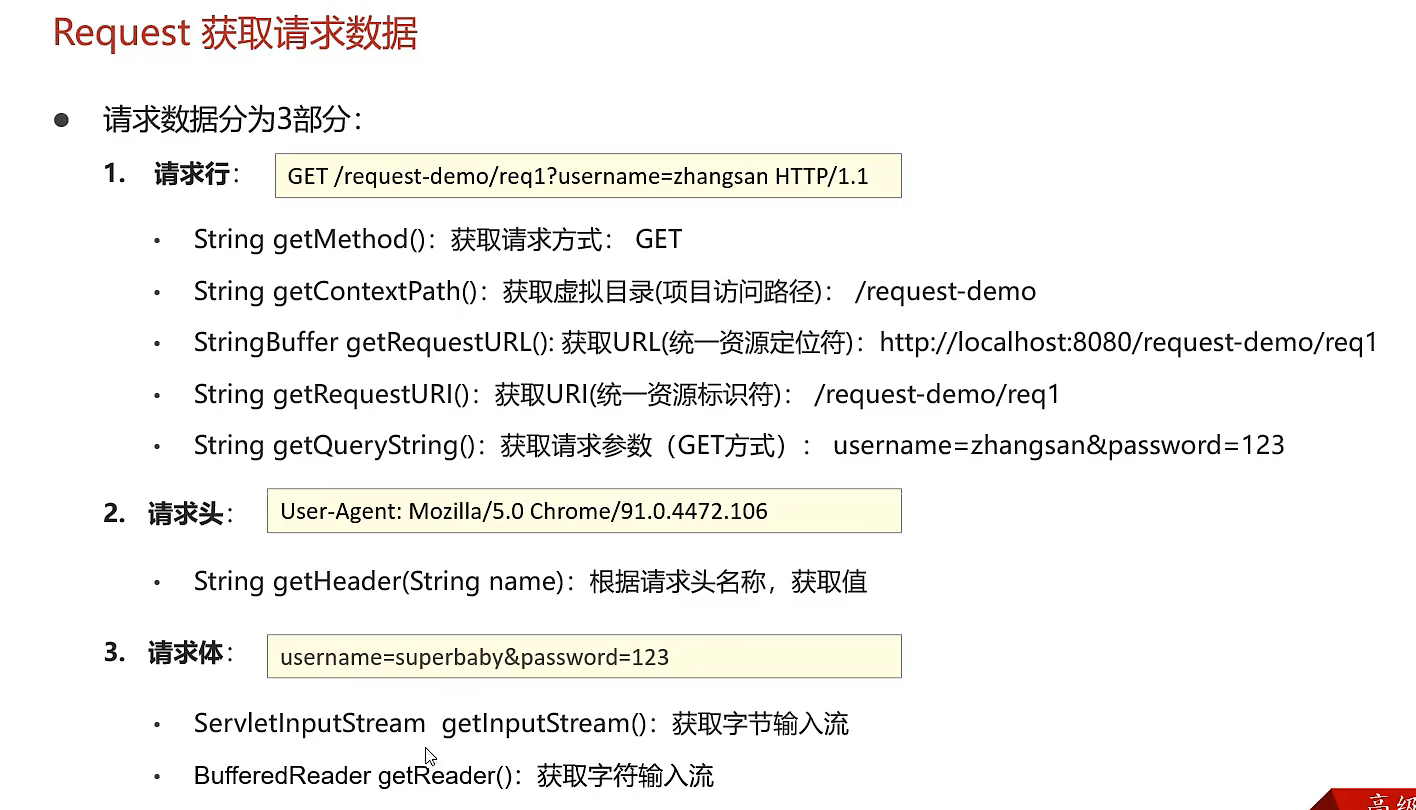 Request 获取请求数据
● 请求数据分为3部分：
1. 请求行： GET /request-demo/req1?username=zhangsan HTTP/1.1
• String getMethod()：获取请求方式： GET
• String getContextPath()：获取虚拟目录(项目访问路径)： /request-demo
• StringBuffer getRequestURL(): 获取URL(统一资源定位符)：http://localhost:8080/request-demo/req1
• String getRequestURI()：获取URI(统一资源标识符)： /request-demo/req1
• String getQueryString()：获取请求参数（GET方式）： username=zhangsan&password=123
2. 请求头： User-Agent: Mozilla/5.0 Chrome/91.0.4472.106
• String getHeader(String name)：根据请求头名称，获取值
3. 请求体： username=superbaby&password=123
• ServletInputStream getInputStream()：获取字节输入流
• BufferedReader getReader()：获取字符输入流
高级